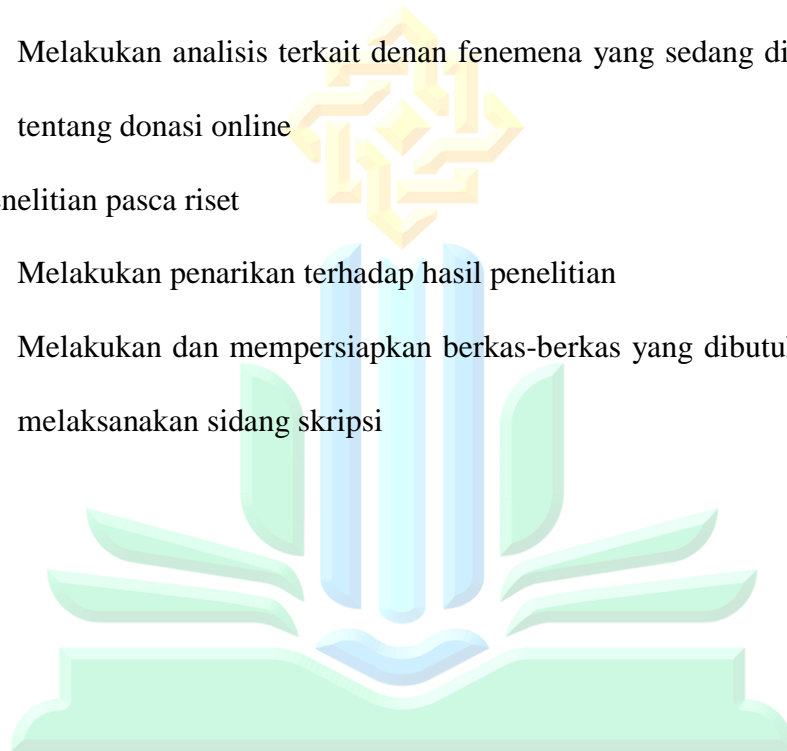 Melakukan analisis terkait denan fenemena yang sedang di
tentang donasi online
enelitian pasca riset
Melakukan penarikan terhadap hasil penelitian
Melakukan dan mempersiapkan berkas-berkas yang dibutu
melaksanakan sidang skripsi